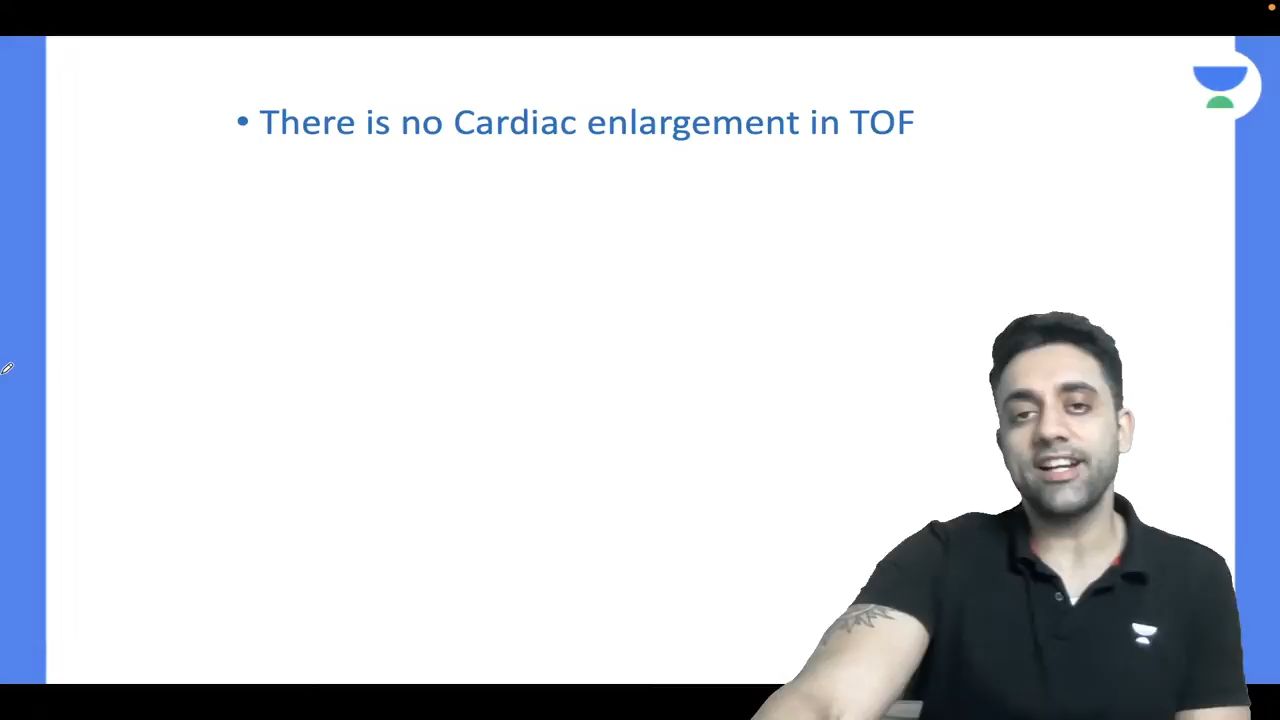 • There is no Cardiac enlargement in TOF